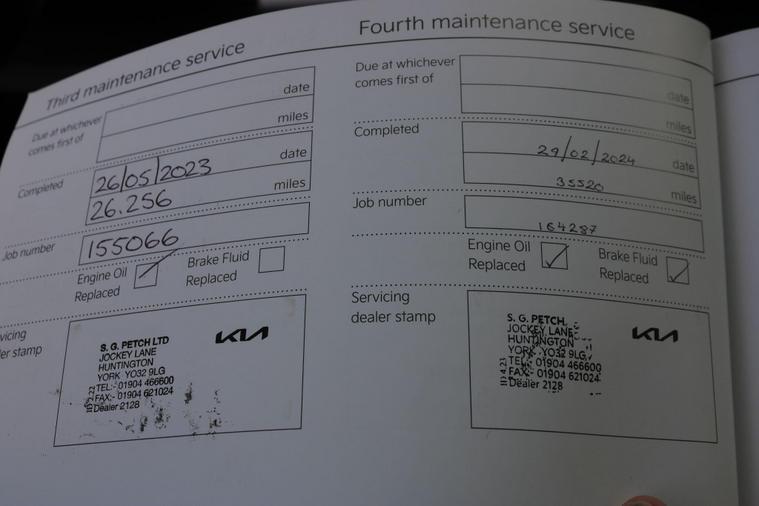 Third maintenance service
Due at whichever
comes first of
date
miles
Completed
26/05/2023
date
26.256
miles
Job number
155066
Engine Oil
Replaced
Brake Fluid
Replaced
vicing
er stamp
S. G. PETCH LTD
JOCKEY LANE
HUNTINGTON
YORK YO32 9LG
TEL:- 01904 466600
FAX:- 01904 621024
Dealer 2128
KIA
Fourth maintenance service
Due at whichever
comes first of
date
miles
Completed
29/02/2024
date
35520
miles
Job number
164287
Engine Oil
Replaced
Brake Fluid
Replaced
Servicing
dealer stamp
S. G. PETCH
JOCKEY LANE
HUNTINGTON
YORK YO32 9LG
TEL:- 01904 466600
FAX:- 01904 621024
Dealer 2128
KIA